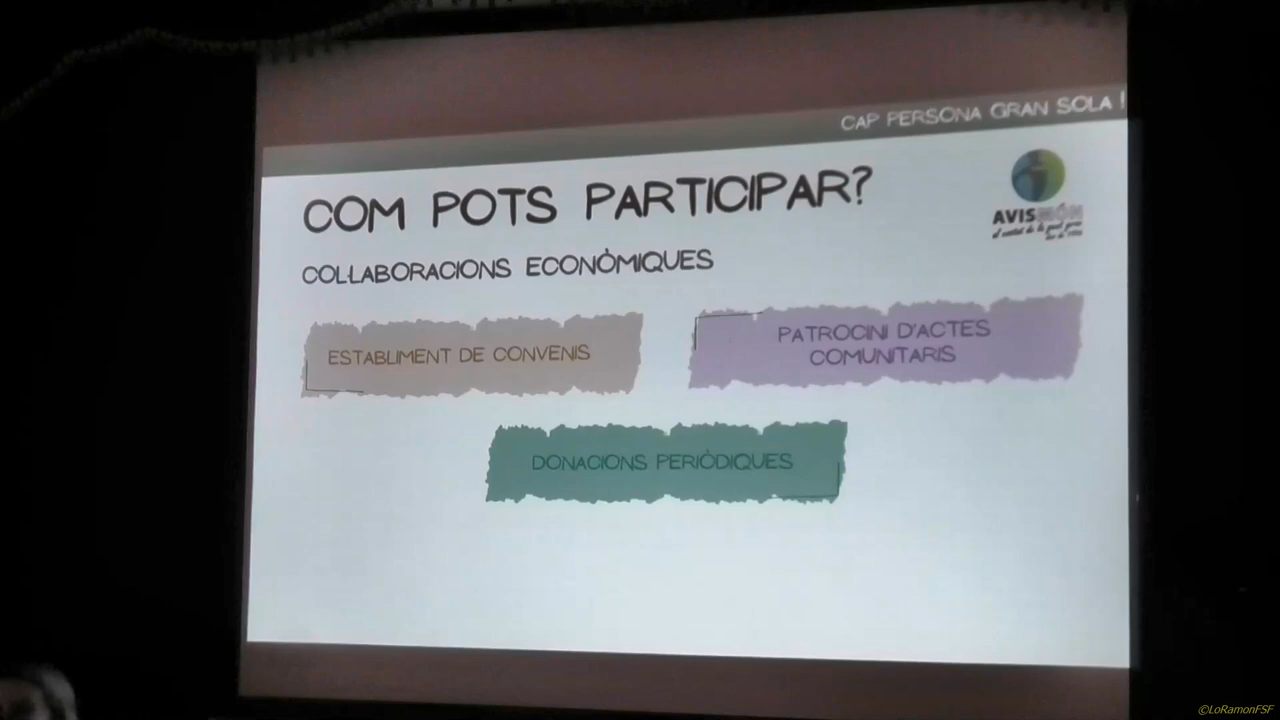 CAP PERSONA GRAN SOLA !
COM POTS PARTICIPAR?
AVISMÓN
COL·LABORACIONS ECONÒMIQUES
ESTABLIMENT DE CONVENIS
PATROCINI D'ACTES
COMUNITARIS
DONACIONS PERIÒDIQUES
©LoRamonFSF